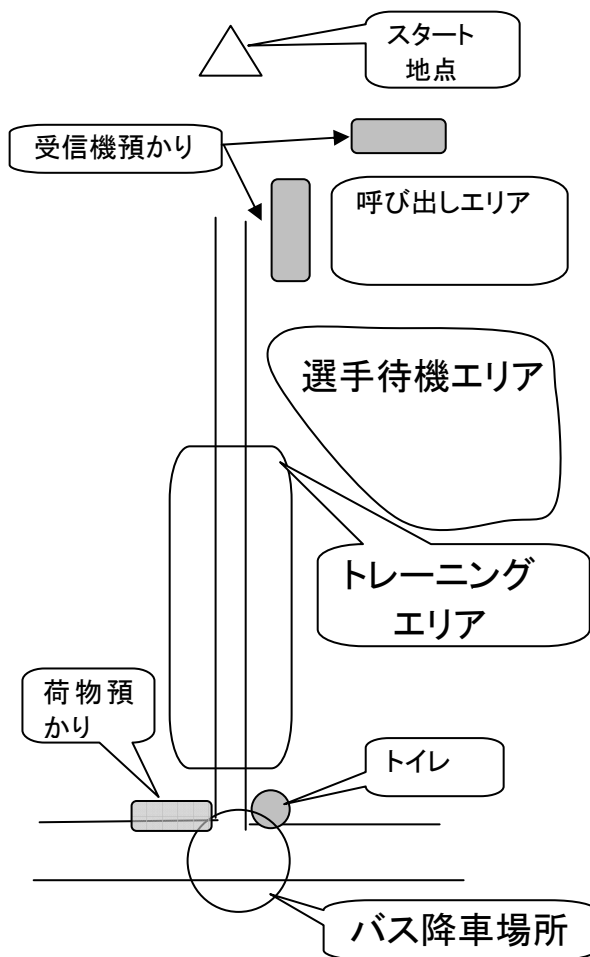 スタート
地点
受信機預かり
呼び出しエリア
選手待機エリア
トレーニング
エリア
荷物預
かり
トイレ
バス降車場所